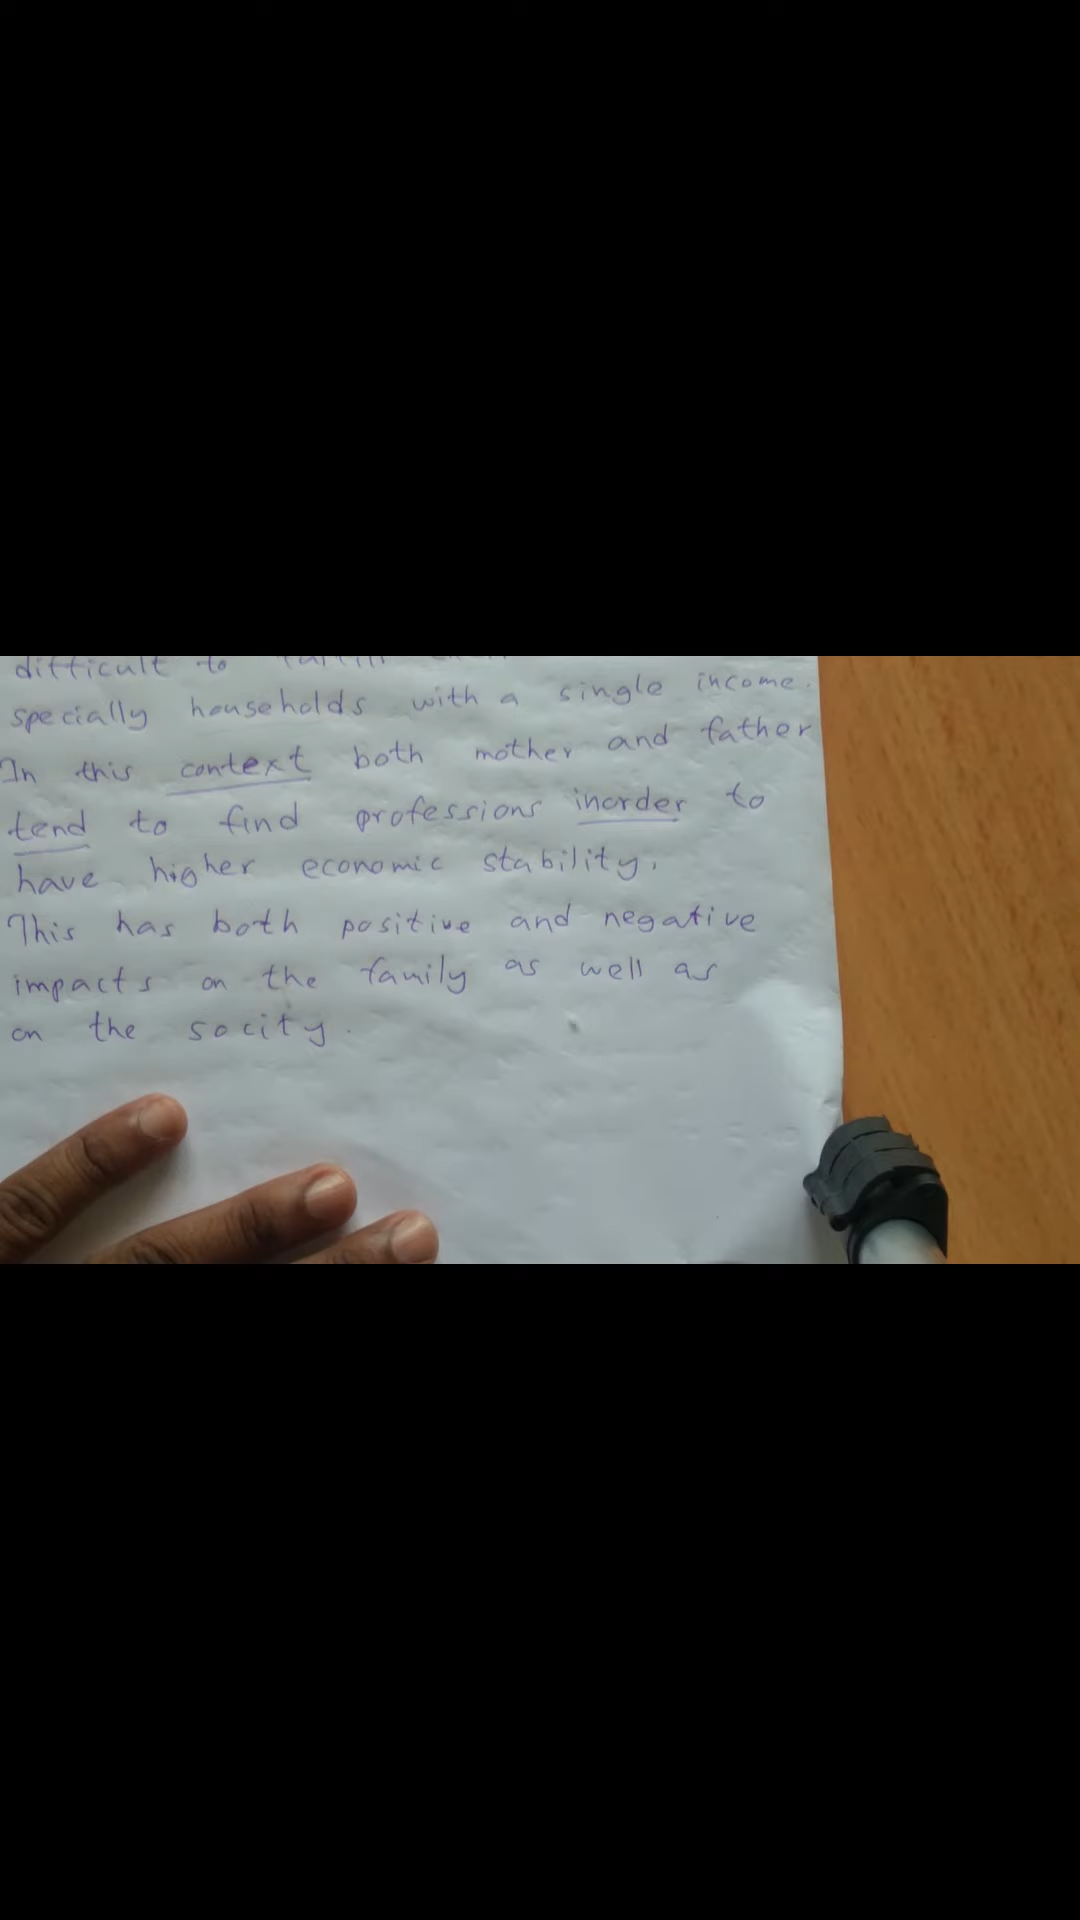 difficult to
specially households with a single income.
In this context both mother and father
tend to find professions inorder to
have higher economic stability.
This has both positive and negative
impacts on the family as well as
on the socity.